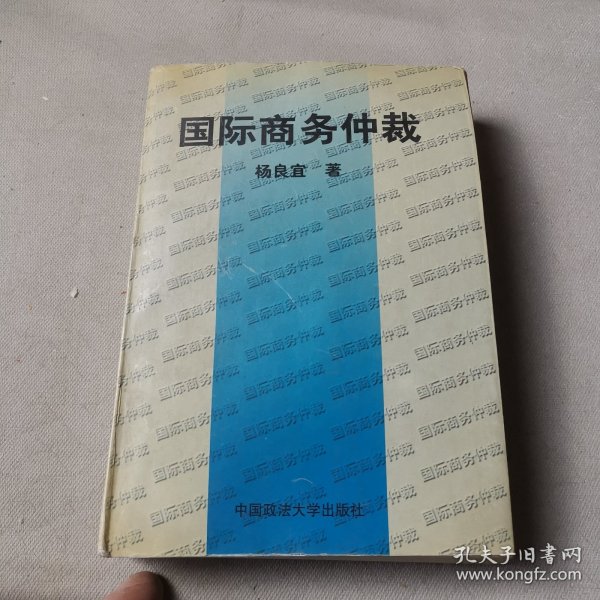 国际商务仲裁
杨良宜 著
中国政法大学出版社
孔夫子旧书网
www.kongfz.com